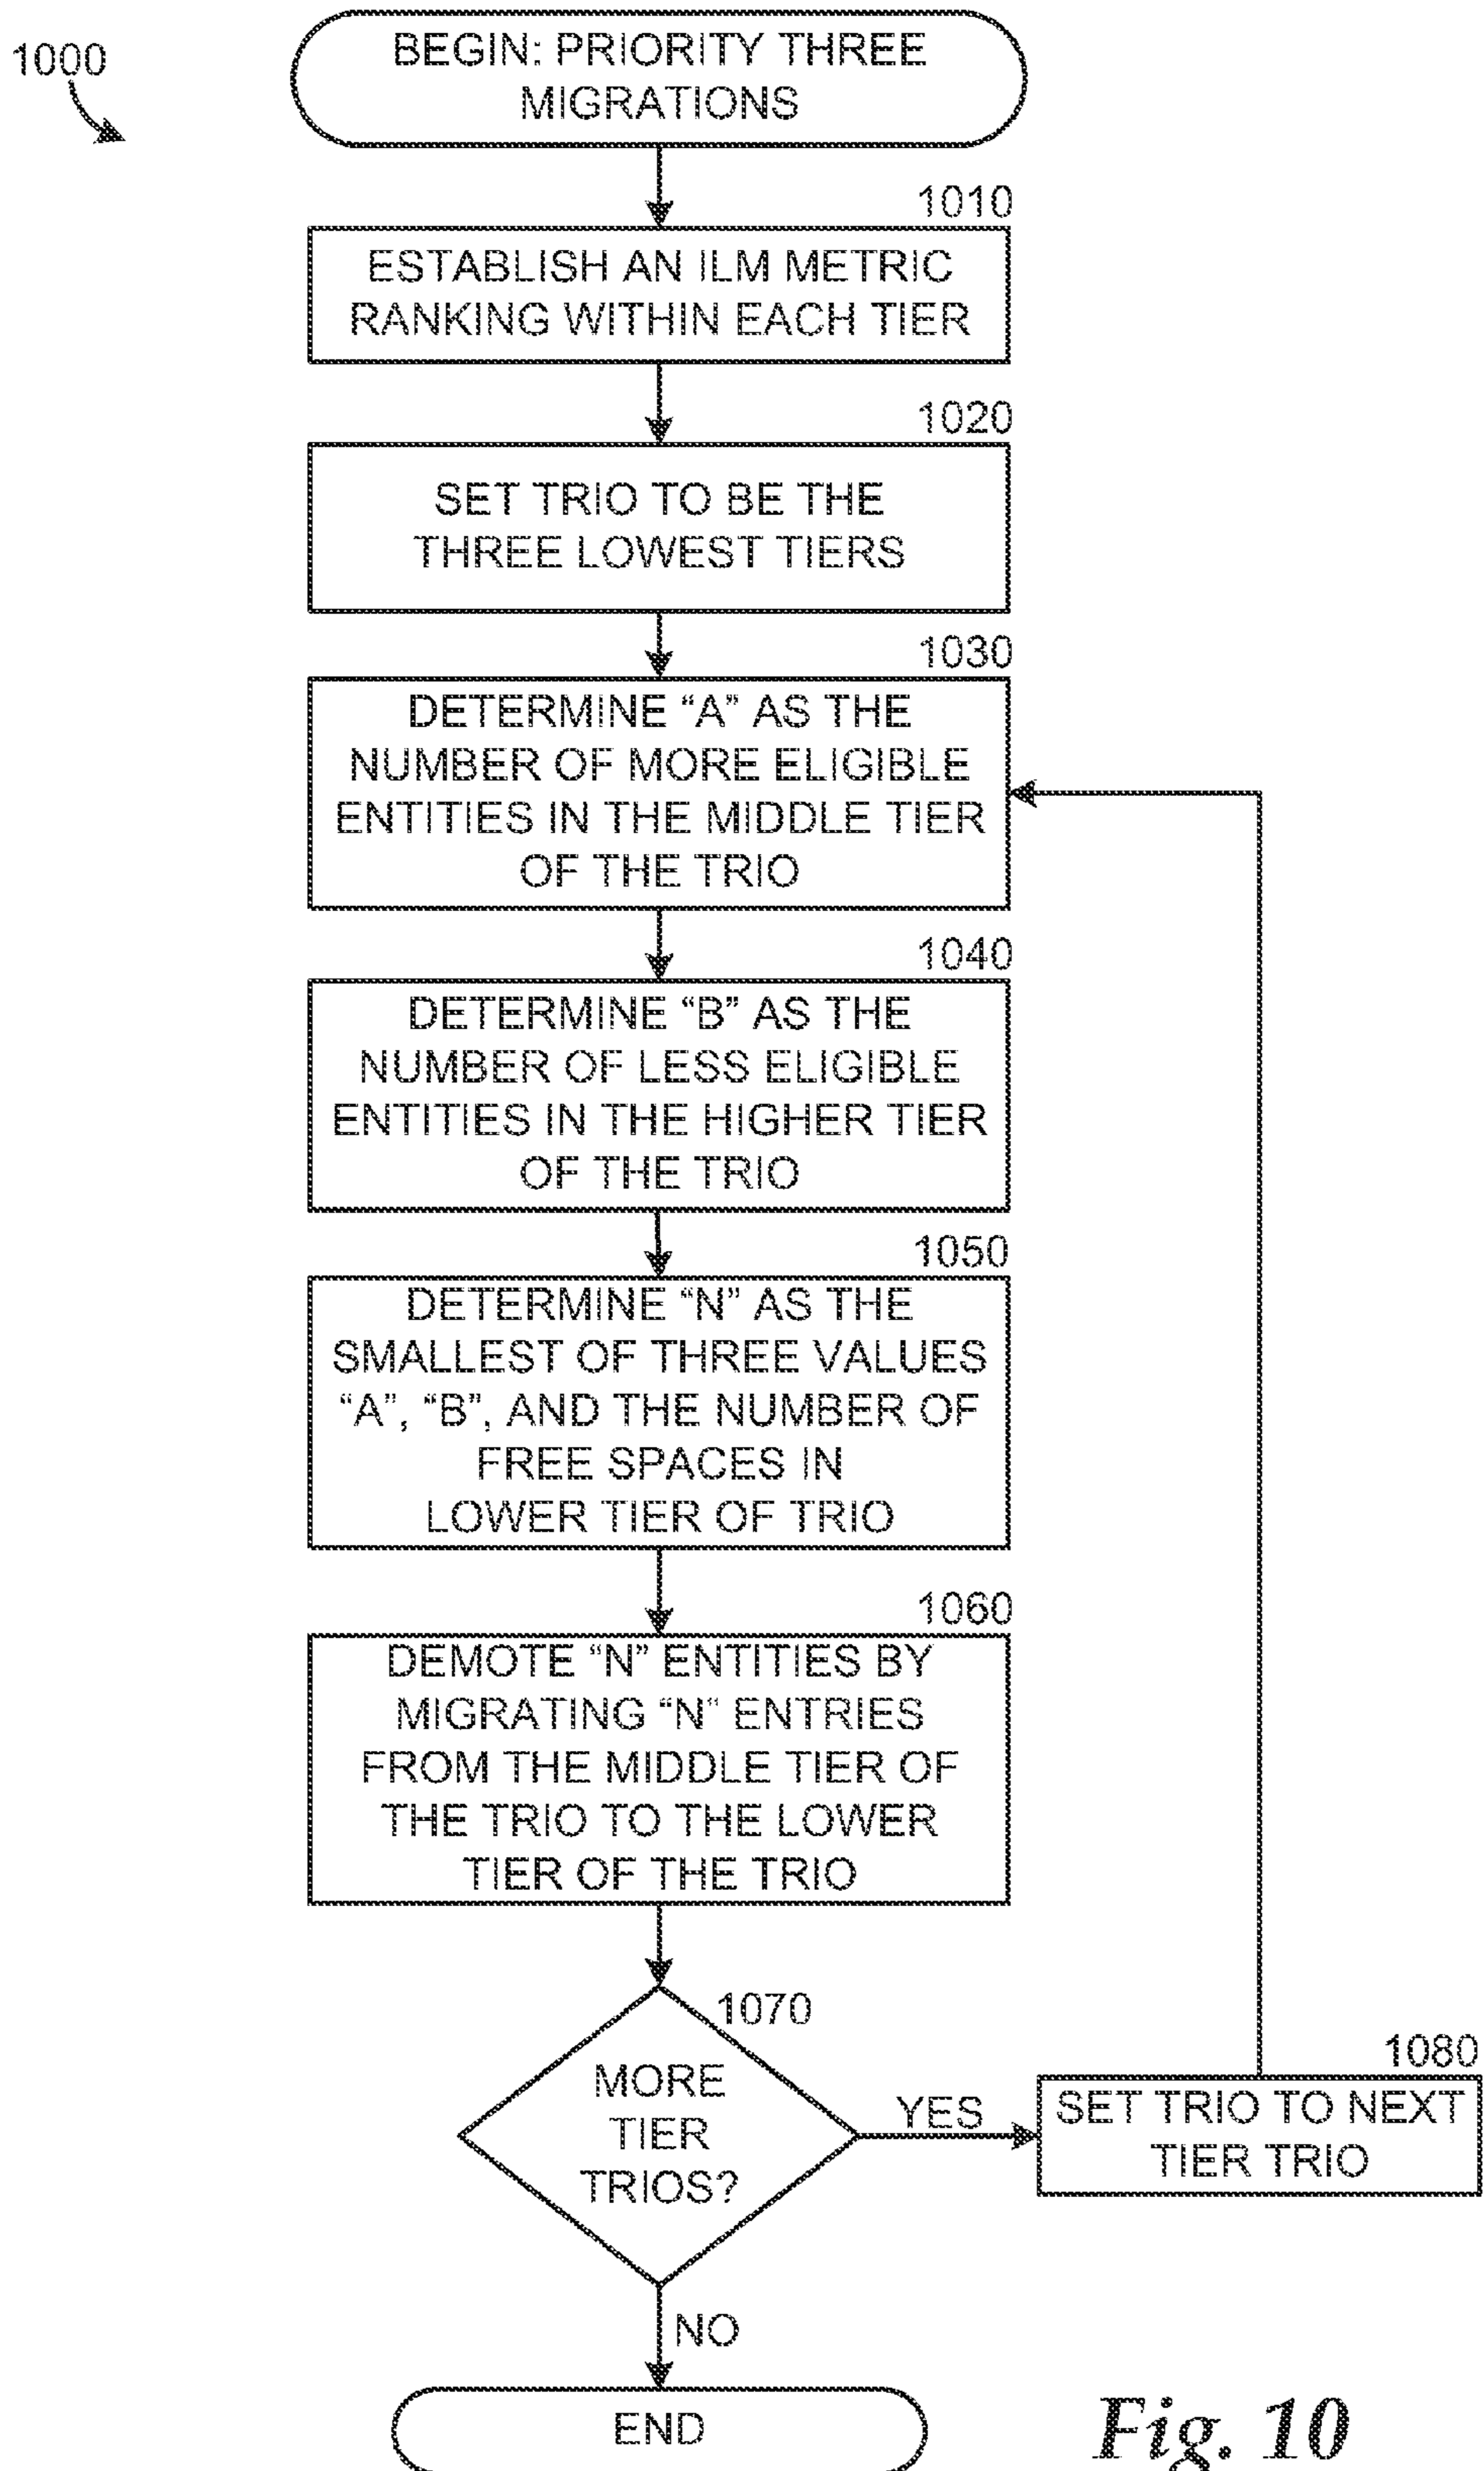 1000
BEGIN: PRIORITY THREE
MIGRATIONS
1010
ESTABLISH AN ILM METRIC
RANKING WITHIN EACH TIER
1020
SET TRIO TO BE THE
THREE LOWEST TIERS
1030
DETERMINE “A” AS THE
NUMBER OF MORE ELIGIBLE
ENTITIES IN THE MIDDLE TIER
OF THE TRIO
1040
DETERMINE “B” AS THE
NUMBER OF LESS ELIGIBLE
ENTITIES IN THE HIGHER TIER
OF THE TRIO
1050
DETERMINE “N” AS THE
SMALLEST OF THREE VALUES
“A”, “B”, AND THE NUMBER OF
FREE SPACES IN
LOWER TIER OF TRIO
1060
DEMOTE “N” ENTITIES BY
MIGRATING “N” ENTRIES
FROM THE MIDDLE TIER OF
THE TRIO TO THE LOWER
TIER OF THE TRIO
1070
MORE
TIER
TRIOS?
YES
1080
SET TRIO TO NEXT
TIER TRIO
NO
END
Fig. 10